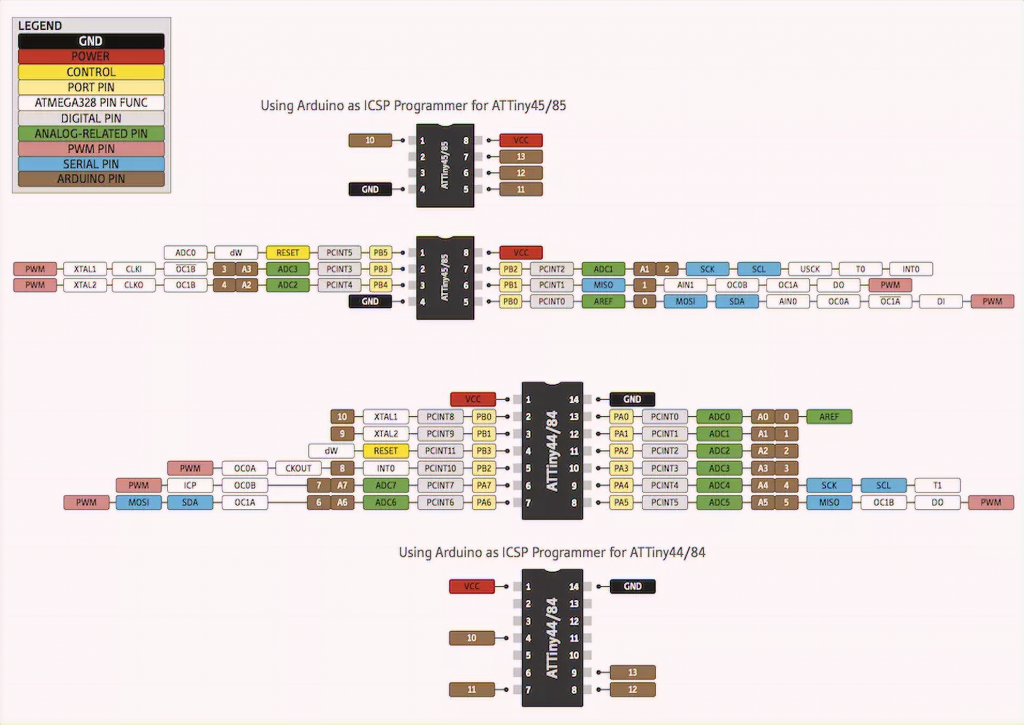 LEGEND
GND
POWER
CONTROL
PORT PIN
ATMEGA328 PIN FUNC
DIGITAL PIN
ANALOG-RELATED PIN
PWM PIN
SERIAL PIN
ARDUINO PIN
Using Arduino as ICSP Programmer for ATTiny45/85
10 1 8 VCC
2 7 13
3 6 12
GND 4 5 11
ATTiny45/85
ADC0 dW RESET PCINT5 PB5 1 8 VCC
PWM XTAL1 CLKI OC1B 3 A3 ADC3 PCINT3 PB3 2 7 PB2 PCINT2 ADC1 A1 2 SCK SCL USCK T0 INT0
PWM XTAL2 CLKO OC1B 4 A2 ADC2 PCINT4 PB4 3 6 PB1 PCINT1 MISO 1 AIN1 OC0B OC1A DO PWM
GND 4 5 PB0 PCINT0 AREF 0 MOSI SDA AIN0 OC0A OC1A DI PWM
ATTiny45/85
VCC 1 14 GND
10 XTAL1 PCINT8 PB0 2 13 PA0 PCINT0 ADC0 A0 0 AREF
9 XTAL2 PCINT9 PB1 3 12 PA1 PCINT1 ADC1 A1 1
dW RESET PCINT11 PB3 4 11 PA2 PCINT2 ADC2 A2 2
PWM OC0A CKOUT 8 INT0 PCINT10 PB2 5 10 PA3 PCINT3 ADC3 A3 3
PWM ICP OC0B 7 A7 ADC7 PCINT7 PA7 6 9 PA4 PCINT4 ADC4 A4 4 SCK SCL T1
PWM MOSI SDA OC1A 6 A6 ADC6 PCINT6 PA6 7 8 PA5 PCINT5 ADC5 A5 5 MISO OC1B DO PWM
ATTiny44/84
Using Arduino as ICSP Programmer for ATTiny44/84
VCC 1 14 GND
2 13
3 12
10 4 11
5 10
6 9 13
11 7 8 12
ATTiny44/84